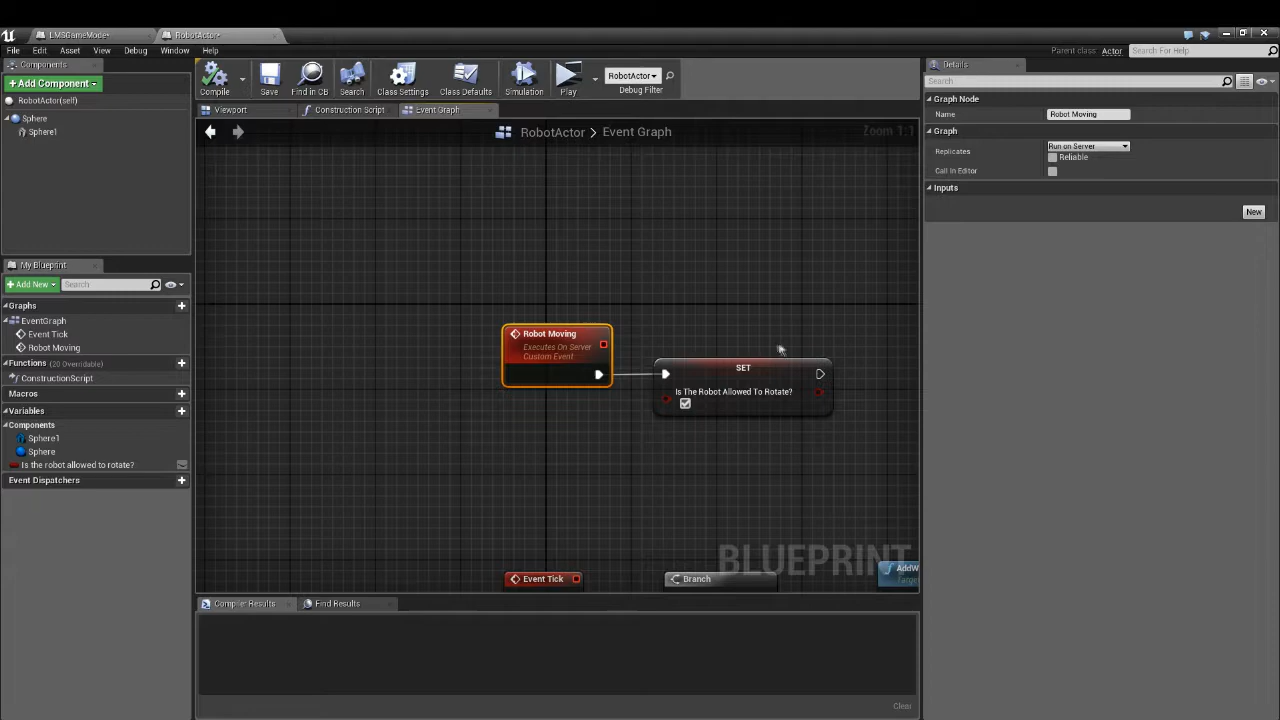 LMSGameMode*
RobotActor*
File Edit Asset View Debug Window Help
Parent class: Actor
Search For Help
Components
+Add Component
RobotActor(self)
Sphere
Sphere1
Compile
Save
Find in CB
Search
Class Settings
Class Defaults
Simulation
Play
RobotActor
Debug Filter
Viewport
Construction Script
Event Graph
RobotActor > Event Graph
Zoom 1:1
Robot Moving
Executes On Server
Custom Event
SET
Is The Robot Allowed To Rotate?
Event Tick
Branch
AddW
Target
BLUEPRINT
My Blueprint
+Add New
Search
Graphs
EventGraph
Event Tick
Robot Moving
Functions (20 Overridable)
ConstructionScript
Macros
Variables
Components
Sphere1
Sphere
Is the robot allowed to rotate?
Event Dispatchers
Compiler Results
Find Results
Clear
Details
Search
Graph Node
Name Robot Moving
Graph
Replicates Run on Server
Reliable
Call In Editor
Inputs
New